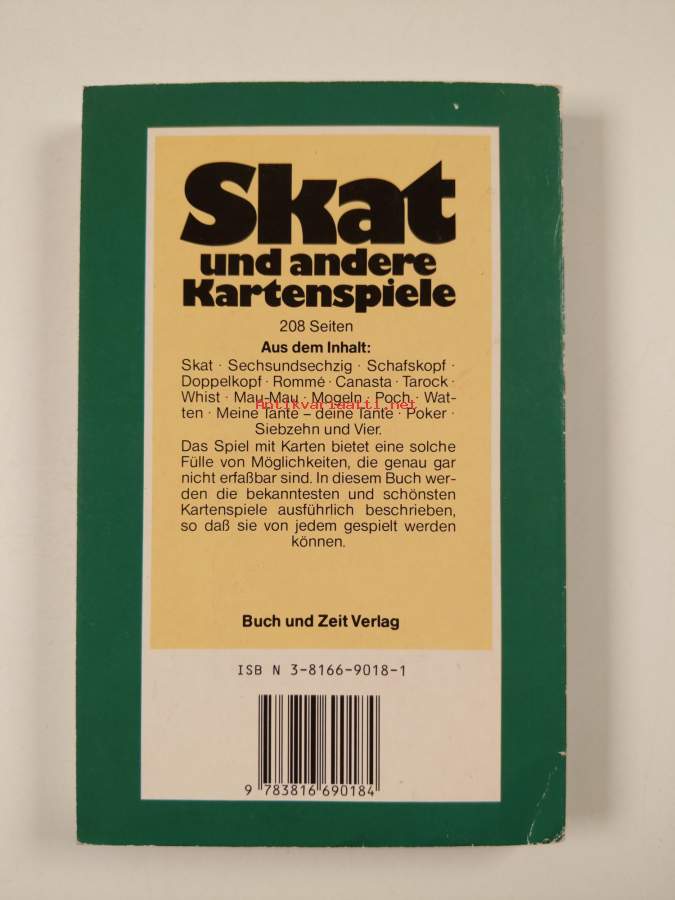 Skat
und andere
Kartenspiele
208 Seiten
Aus dem Inhalt:
Skat · Sechsundsechzig · Schafskopf ·
Doppelkopf · Rommé · Canasta · Tarock ·
Whist · Mau-Mau · Mogeln · Poch · Wat-
Antikvariaatti.net
ten · Meine Tante – deine Tante · Poker ·
Siebzehn und Vier.
Das Spiel mit Karten bietet eine solche
Fülle von Möglichkeiten, die genau gar
nicht erfaßbar sind. In diesem Buch wer-
den die bekanntesten und schönsten
Kartenspiele ausführlich beschrieben,
so daß sie von jedem gespielt werden
können.
Buch und Zeit Verlag
ISB N 3-8166-9018-1
9 783816 690184